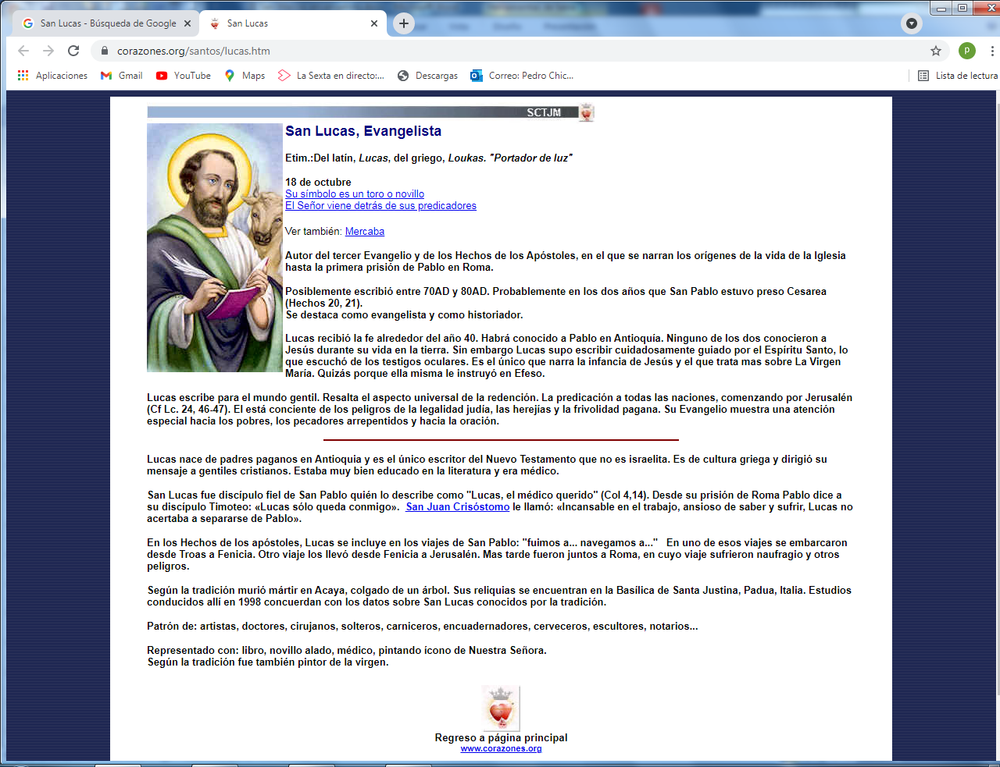 San Lucas - Búsqueda de Google
San Lucas
corazones.org/santos/lucas.htm
P
Aplicaciones
Gmail
YouTube
Maps
La Sexta en directo:...
Descargas
Correo: Pedro Chic...
Lista de lectura
SCTJM
San Lucas, Evangelista
Etim.:Del latín, Lucas, del griego, Loukas. "Portador de luz"
18 de octubre
Su símbolo es un toro o novillo
El Señor viene detrás de sus predicadores
Ver también: Mercaba
Autor del tercer Evangelio y de los Hechos de los Apóstoles, en el que se narran los orígenes de la vida de la Iglesia
hasta la primera prisión de Pablo en Roma.
Posiblemente escribió entre 70AD y 80AD. Probablemente en los dos años que San Pablo estuvo preso Cesarea
(Hechos 20, 21).
Se destaca como evangelista y como historiador.
Lucas recibió la fe alrededor del año 40. Habrá conocido a Pablo en Antioquía. Ninguno de los dos conocieron a
Jesús durante su vida en la tierra. Sin embargo Lucas supo escribir cuidadosamente guiado por el Espíritu Santo, lo
que escuchó de los testigos oculares. Es el único que narra la infancia de Jesús y el que trata mas sobre La Virgen
María. Quizás porque ella misma le instruyó en Efeso.
Lucas escribe para el mundo gentil. Resalta el aspecto universal de la redención. La predicación a todas las naciones, comenzando por Jerusalén
(Cf Lc. 24, 46-47). El está conciente de los peligros de la legalidad judía, las herejías y la frivolidad pagana. Su Evangelio muestra una atención
especial hacia los pobres, los pecadores arrepentidos y hacia la oración.
Lucas nace de padres paganos en Antioquia y es el único escritor del Nuevo Testamento que no es israelita. Es de cultura griega y dirigió su
mensaje a gentiles cristianos. Estaba muy bien educado en la literatura y era médico.
San Lucas fue discípulo fiel de San Pablo quién lo describe como "Lucas, el médico querido" (Col 4,14). Desde su prisión de Roma Pablo dice a
su discípulo Timoteo: «Lucas sólo queda conmigo». San Juan Crisóstomo le llamó: «Incansable en el trabajo, ansioso de saber y sufrir, Lucas no
acertaba a separarse de Pablo».
En los Hechos de los apóstoles, Lucas se incluye en los viajes de San Pablo: "fuimos a... navegamos a..." En uno de esos viajes se embarcaron
desde Troas a Fenicia. Otro viaje los llevó desde Fenicia a Jerusalén. Mas tarde fueron juntos a Roma, en cuyo viaje sufrieron naufragio y otros
peligros.
Según la tradición murió mártir en Acaya, colgado de un árbol. Sus reliquias se encuentran en la Basílica de Santa Justina, Padua, Italia. Estudios
conducidos allí en 1998 concuerdan con los datos sobre San Lucas conocidos por la tradición.
Patrón de: artistas, doctores, cirujanos, solteros, carniceros, encuadernadores, cerveceros, escultores, notarios...
Representado con: libro, novillo alado, médico, pintando ícono de Nuestra Señora.
Según la tradición fue también pintor de la virgen.
Regreso a página principal
www.corazones.org